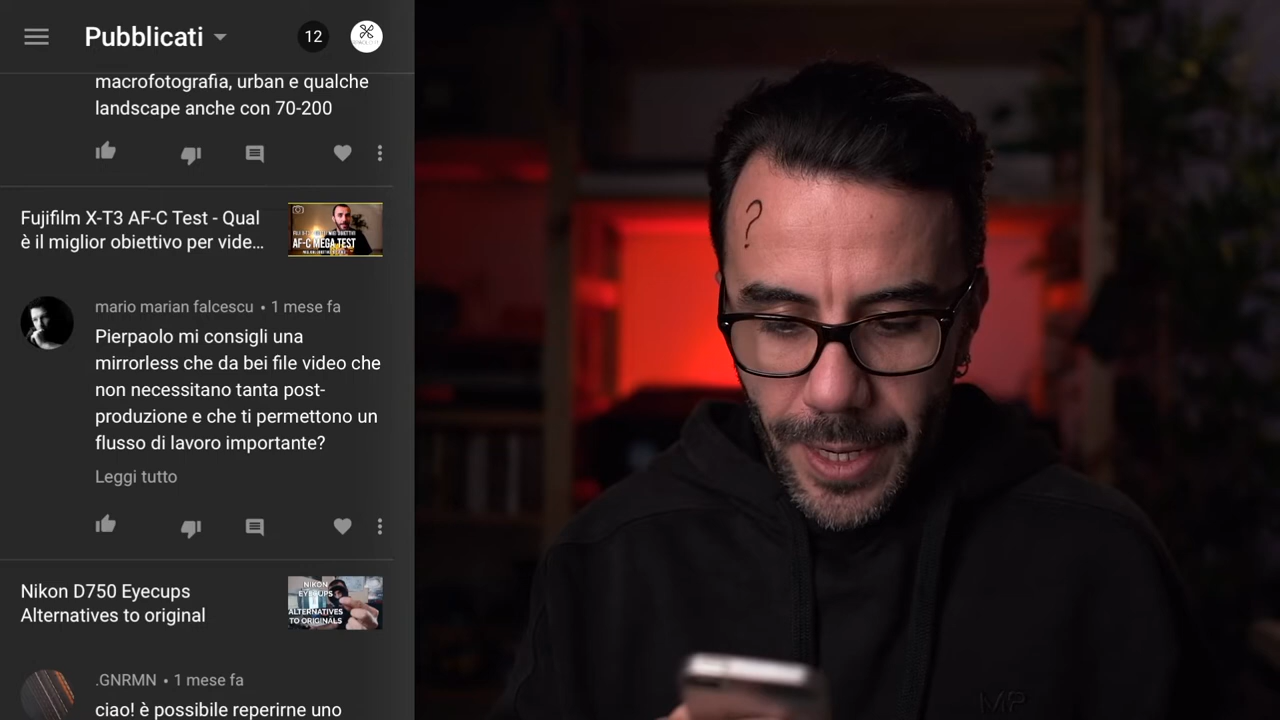 Pubblicati
12
macrofotografia, urban e qualche
landscape anche con 70-200
Fujifilm X-T3 AF-C Test - Qual
è il miglior obiettivo per vide...
AF-C MEGA TEST
mario marian falcescu • 1 mese fa
Pierpaolo mi consigli una
mirrorless che da bei file video che
non necessitano tanta post-
produzione e che ti permettono un
flusso di lavoro importante?
Leggi tutto
Nikon D750 Eyecups
Alternatives to original
NIKON
EYECUPS
ALTERNATIVES
TO ORIGINALS
.GNRMN • 1 mese fa
ciao! è possibile reperirne uno
?
MP